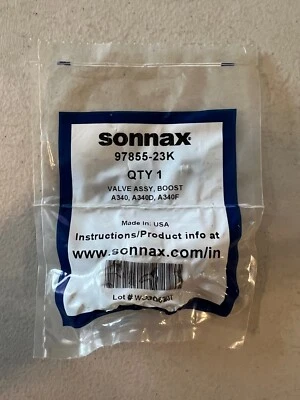 sonnax
97855-23K
QTY 1
VALVE ASSY, BOOST
A340, A340D, A340F
Made in: USA
Instructions/Product info at
www.sonnax.com/in
Lot #